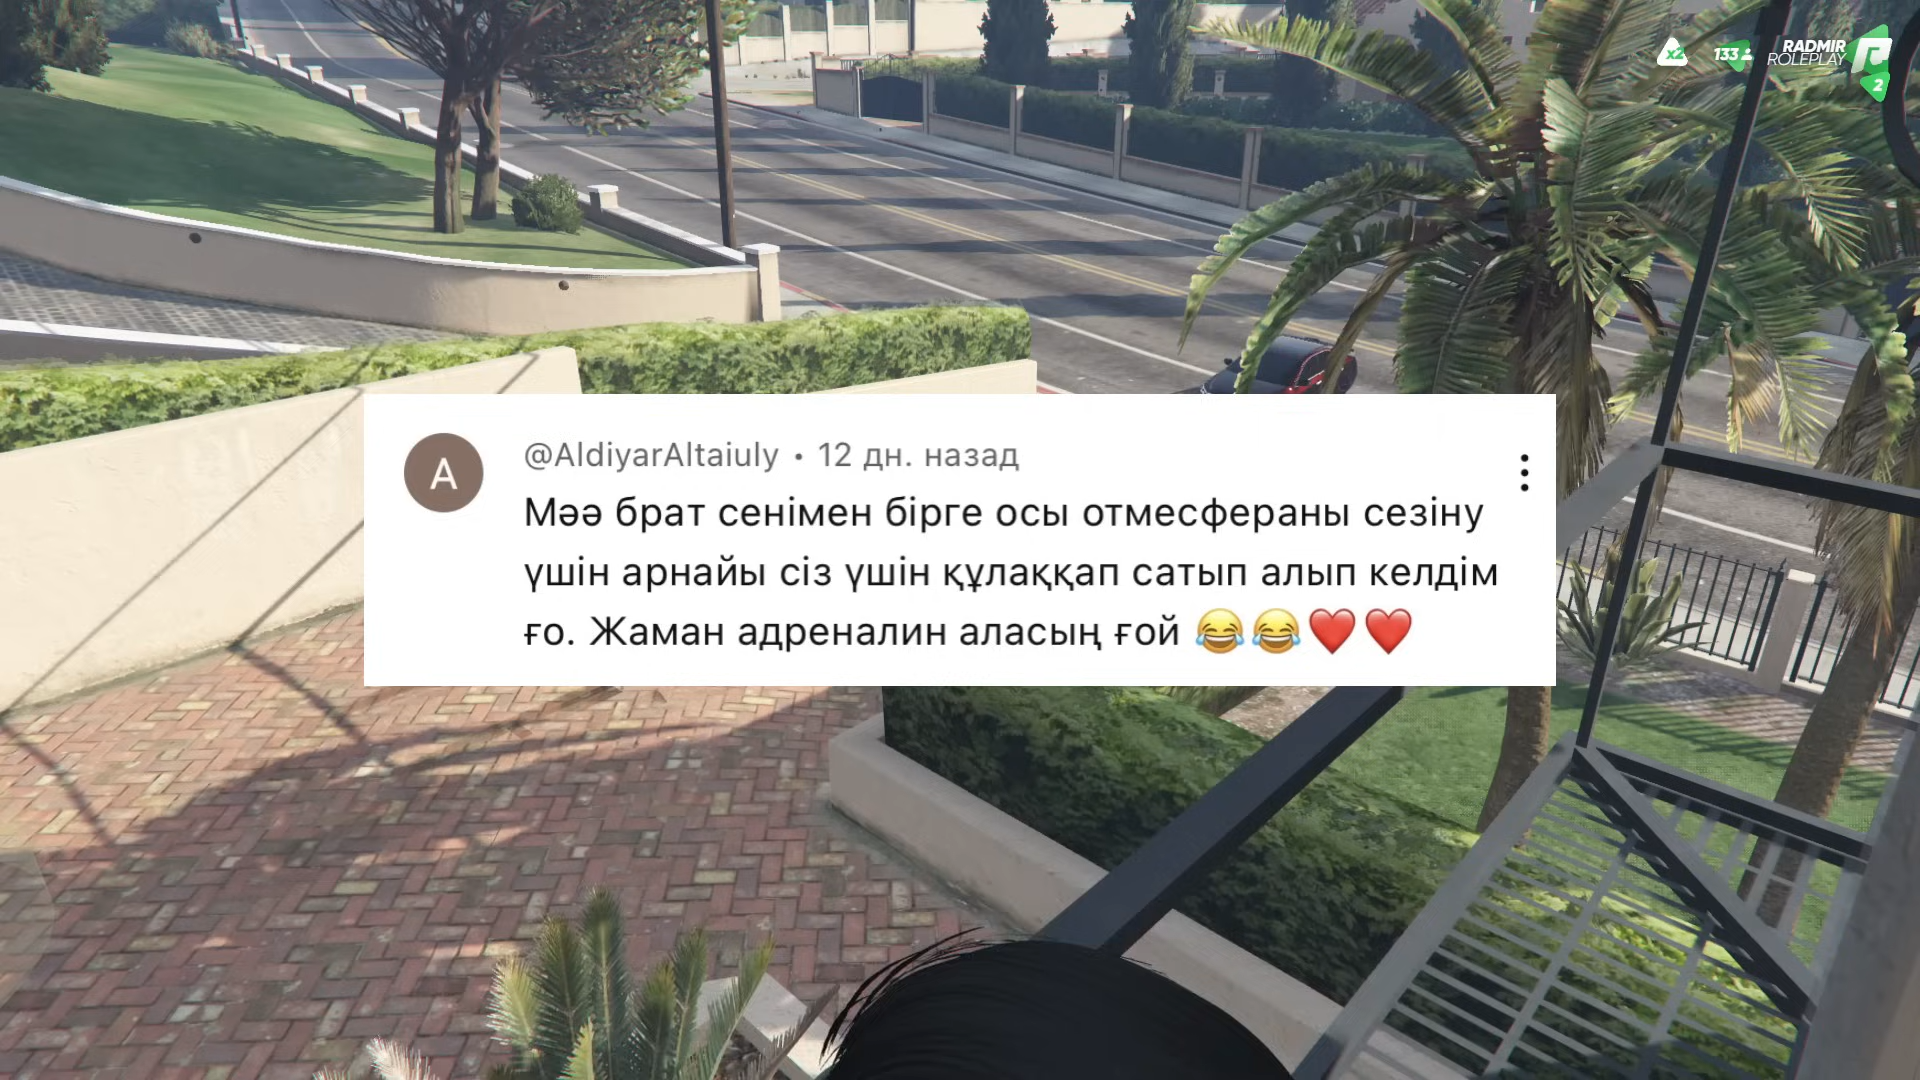 x2 133 RADMIR
ROLEPLAY
2
A
@AldiyarAltaiuly • 12 дн. назад
Мәә брат сенімен бірге осы отмесфераны сезіну
үшін арнайы сіз үшін құлаққап сатып алып келдім
ғо. Жаман адреналин аласың ғой 😂😂❤️❤️